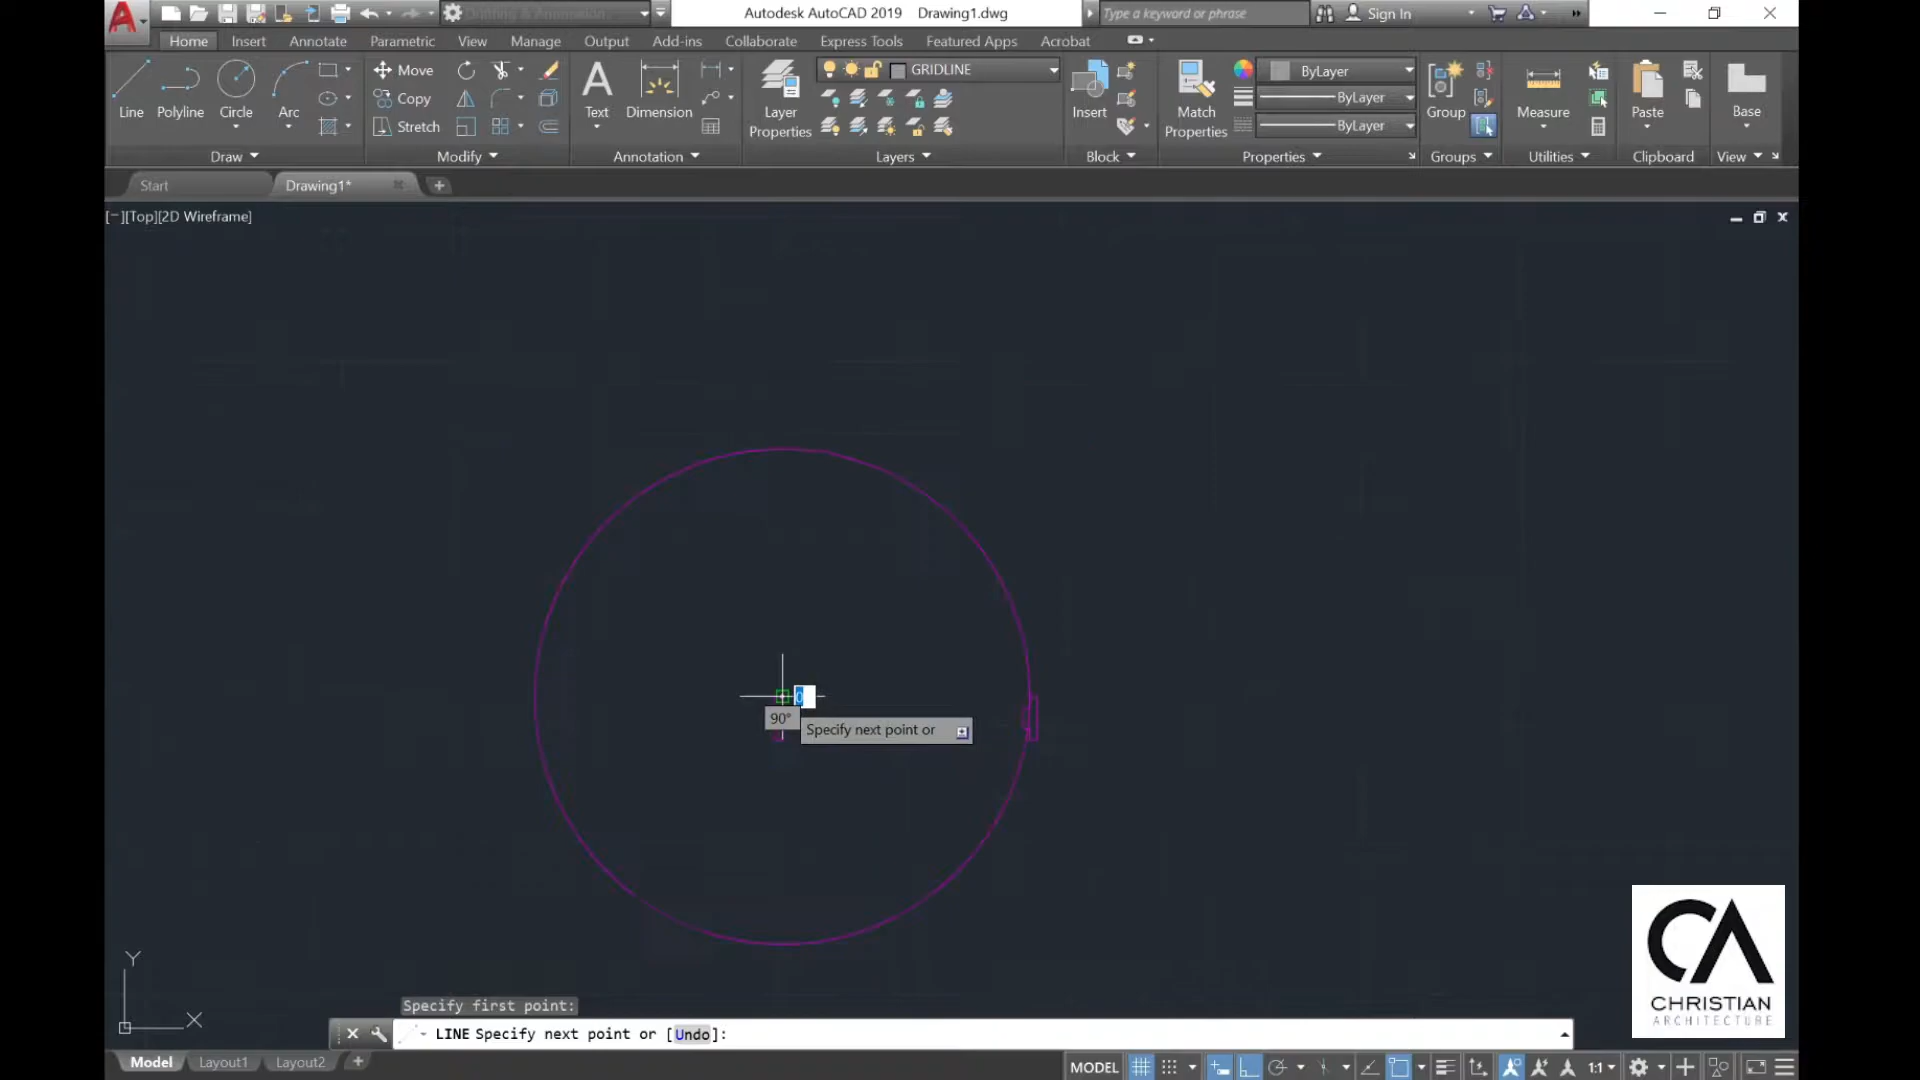 Autodesk AutoCAD 2019 Drawing1.dwg
Type a keyword or phrase
Sign In
Home Insert Annotate Parametric View Manage Output Add-ins Collaborate Express Tools Featured Apps Acrobat
Line Polyline Circle Arc
Move
Copy
Stretch
Text Dimension
Layer Properties
GRIDLINE
Insert
Match Properties
ByLayer
ByLayer
ByLayer
Group
Measure
Paste
Base
Draw Modify Annotation Layers Block Properties Groups Utilities Clipboard View
Start Drawing1*
[−][Top][2D Wireframe]
0
90°
Specify next point or
Y
X
Specify first point:
LINE Specify next point or [Undo]:
Model Layout1 Layout2
MODEL 1:1
CA
CHRISTIAN
ARCHITECTURE